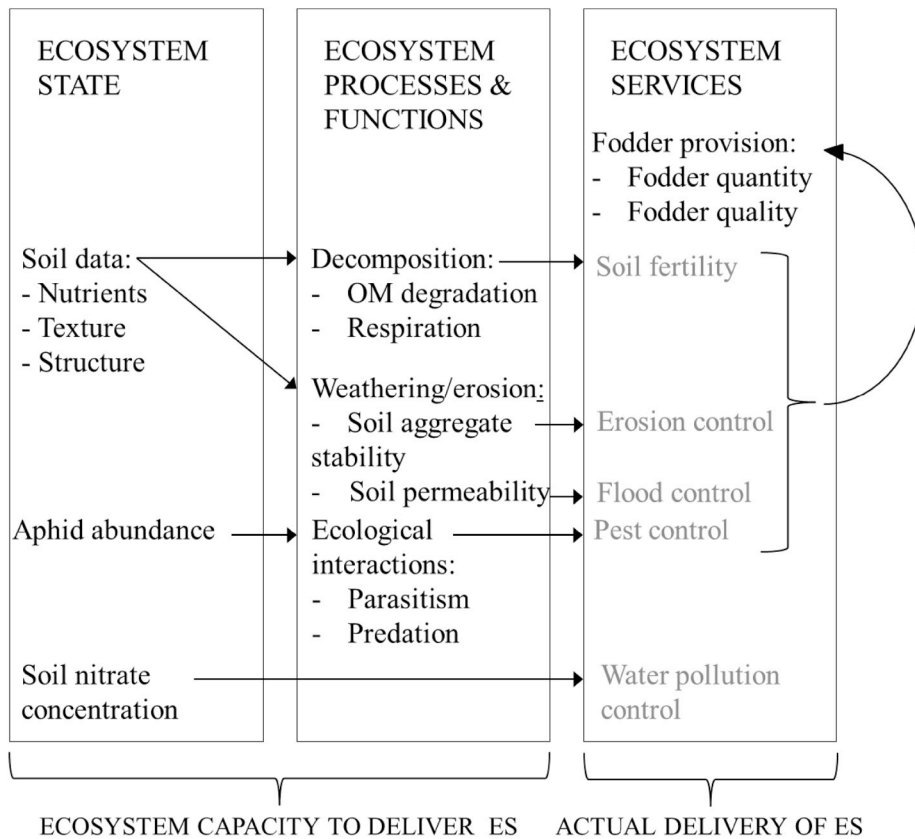 ECOSYSTEM
STATE
Soil data:
- Nutrients
- Texture
- Structure
Aphid abundance
Soil nitrate
concentration
ECOSYSTEM
PROCESSES &
FUNCTIONS
Decomposition:
- OM degradation
- Respiration
Weathering/erosion:
- Soil aggregate
stability
- Soil permeability
Ecological
interactions:
- Parasitism
- Predation
ECOSYSTEM
SERVICES
Fodder provision:
- Fodder quantity
- Fodder quality
Soil fertility
Erosion control
Flood control
Pest control
Water pollution
control
ECOSYSTEM CAPACITY TO DELIVER ES
ACTUAL DELIVERY OF ES